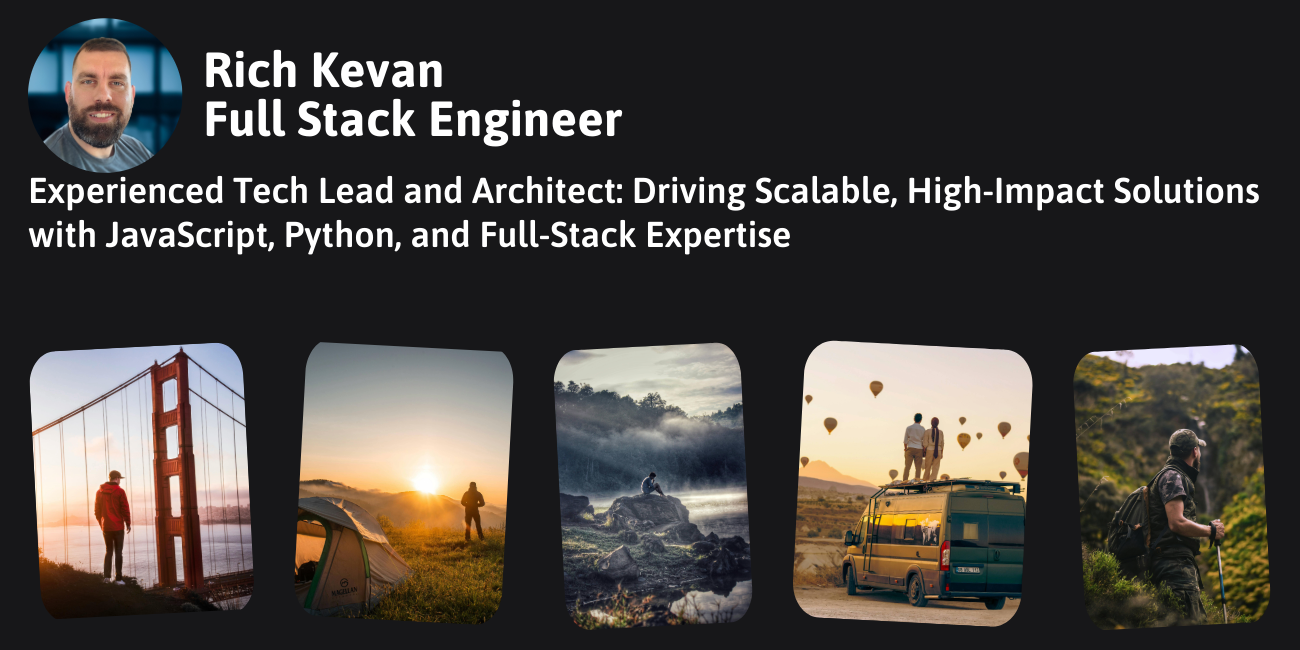 Rich Kevan
Full Stack Engineer
Experienced Tech Lead and Architect: Driving Scalable, High-Impact Solutions
with JavaScript, Python, and Full-Stack Expertise